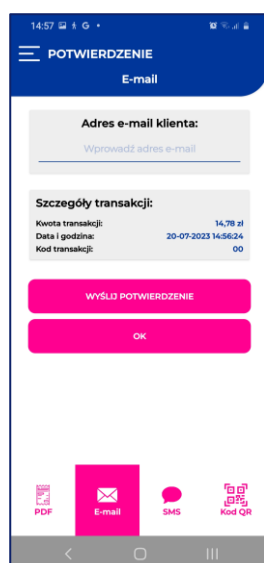 14:57 G
POTWIERDZENIE
E-mail
Adres e-mail klienta:
Wprowadź adres e-mail
Szczegóły transakcji:
Kwota transakcji: 14,78 zł
Data i godzina: 20-07-2023 14:56:24
Kod transakcji: 00
WYŚLIJ POTWIERDZENIE
OK
PDF E-mail SMS Kod QR